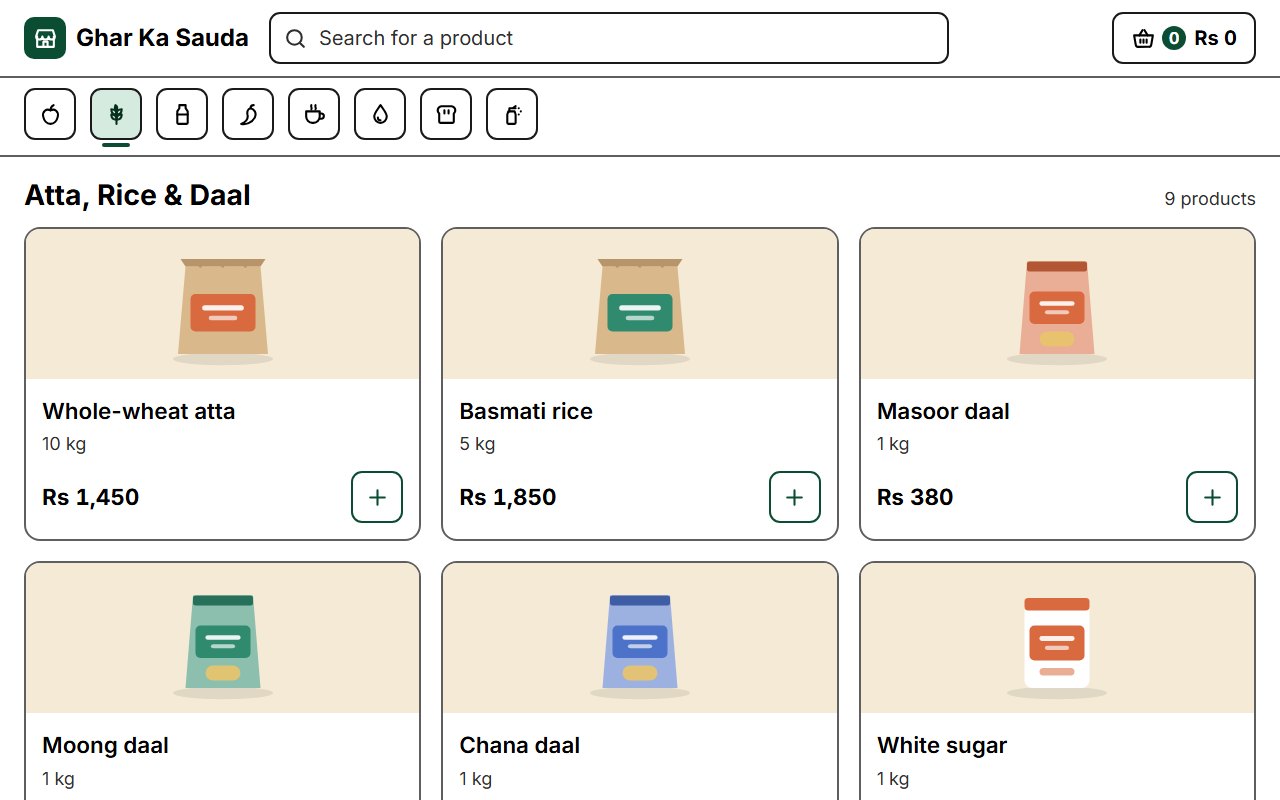 Ghar Ka Sauda
Search for a product
0 Rs 0
Atta, Rice & Daal
9 products
Whole-wheat atta
10 kg
Rs 1,450
Basmati rice
5 kg
Rs 1,850
Masoor daal
1 kg
Rs 380
Moong daal
1 kg
Chana daal
1 kg
White sugar
1 kg